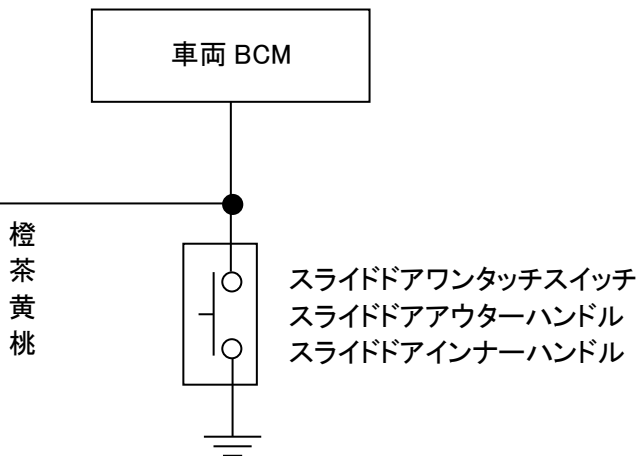 車両 BCM
橙
茶
黄
桃
スライドドアワンタッチスイッチ
スライドドアアウターハンドル
スライドドアインナーハンドル